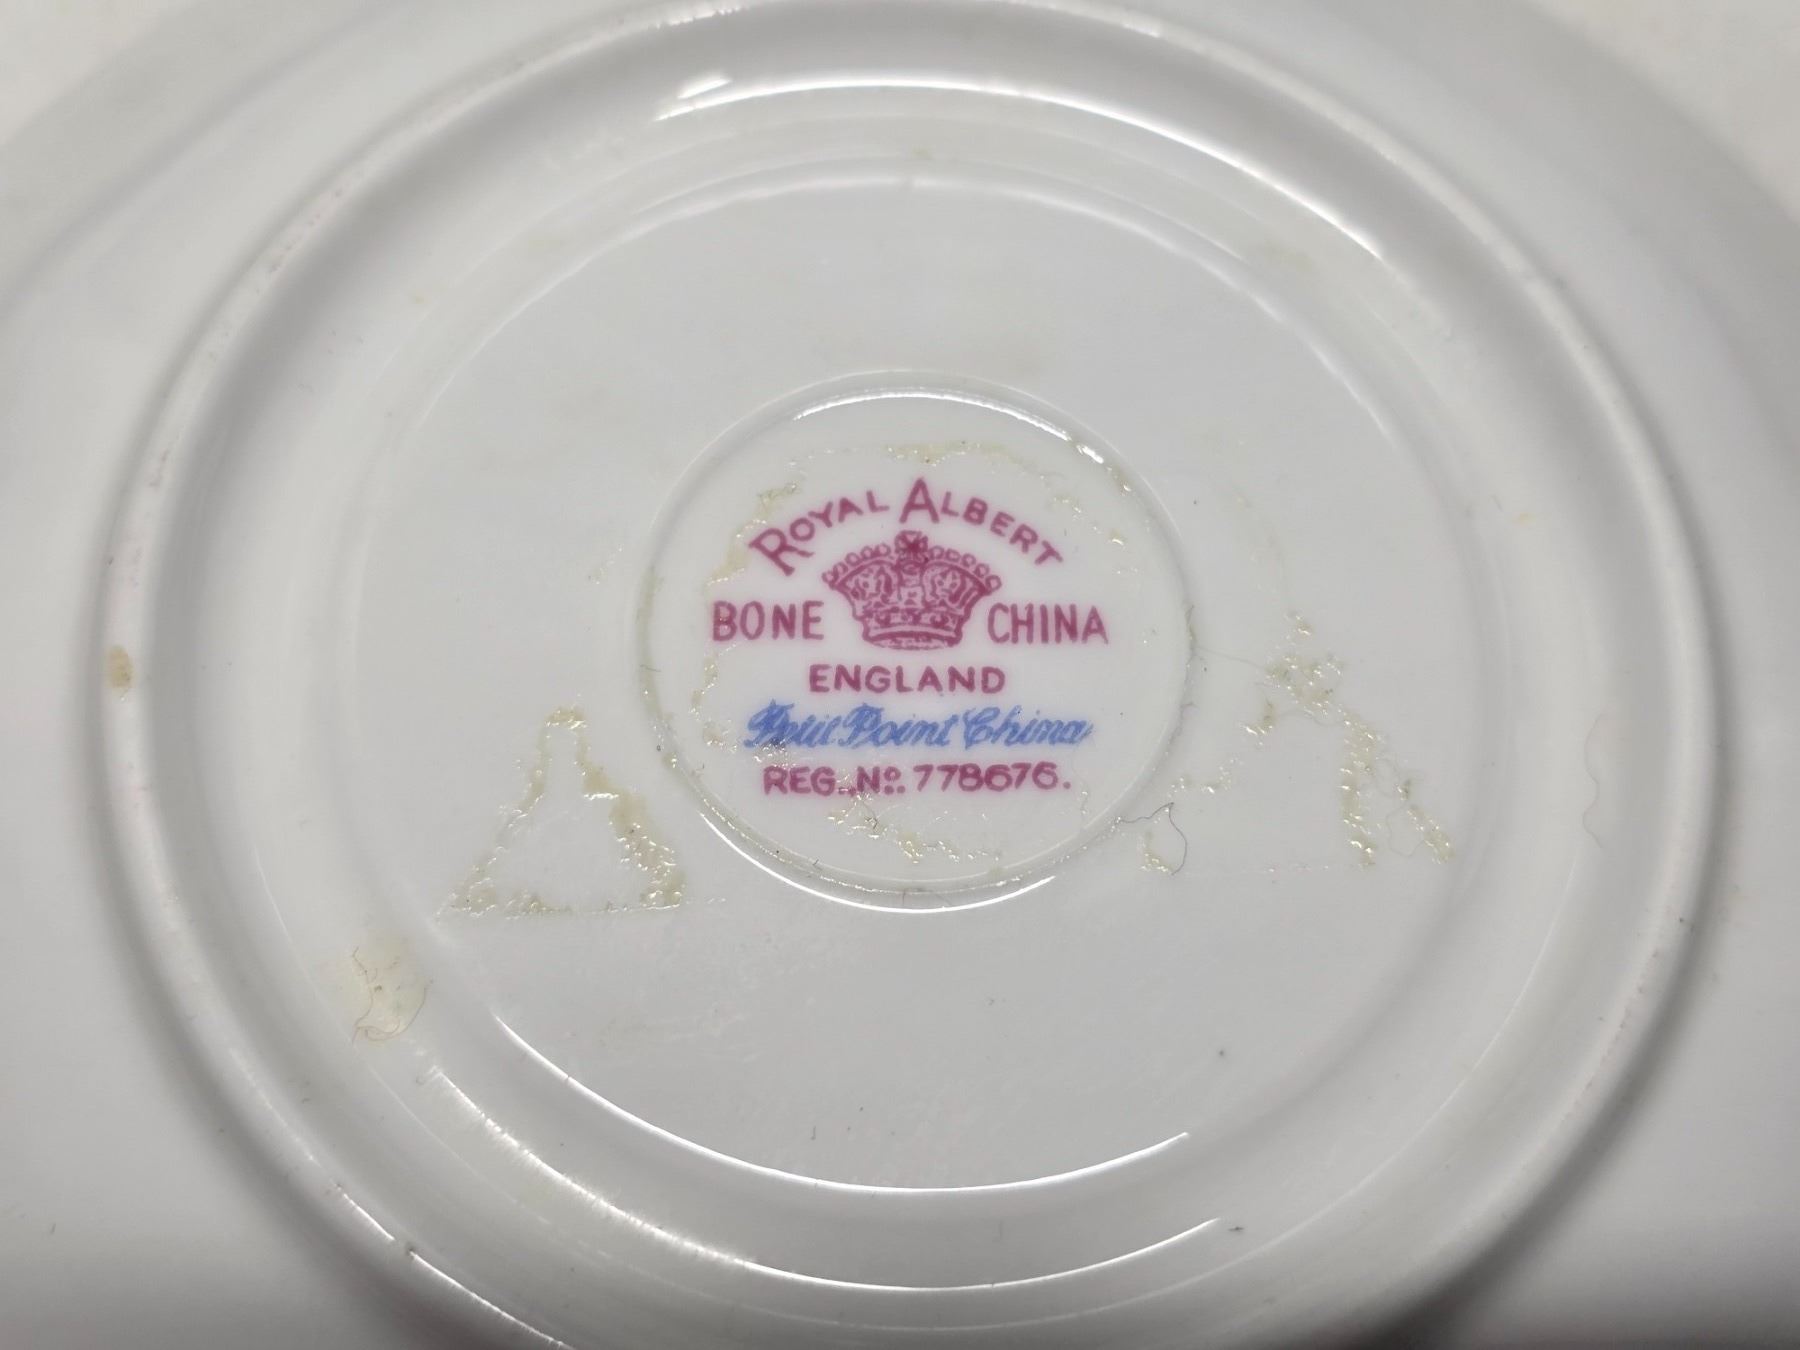 ROYAL ALBERT
BONE CHINA
ENGLAND
Petit Point China
REG. No. 778676.